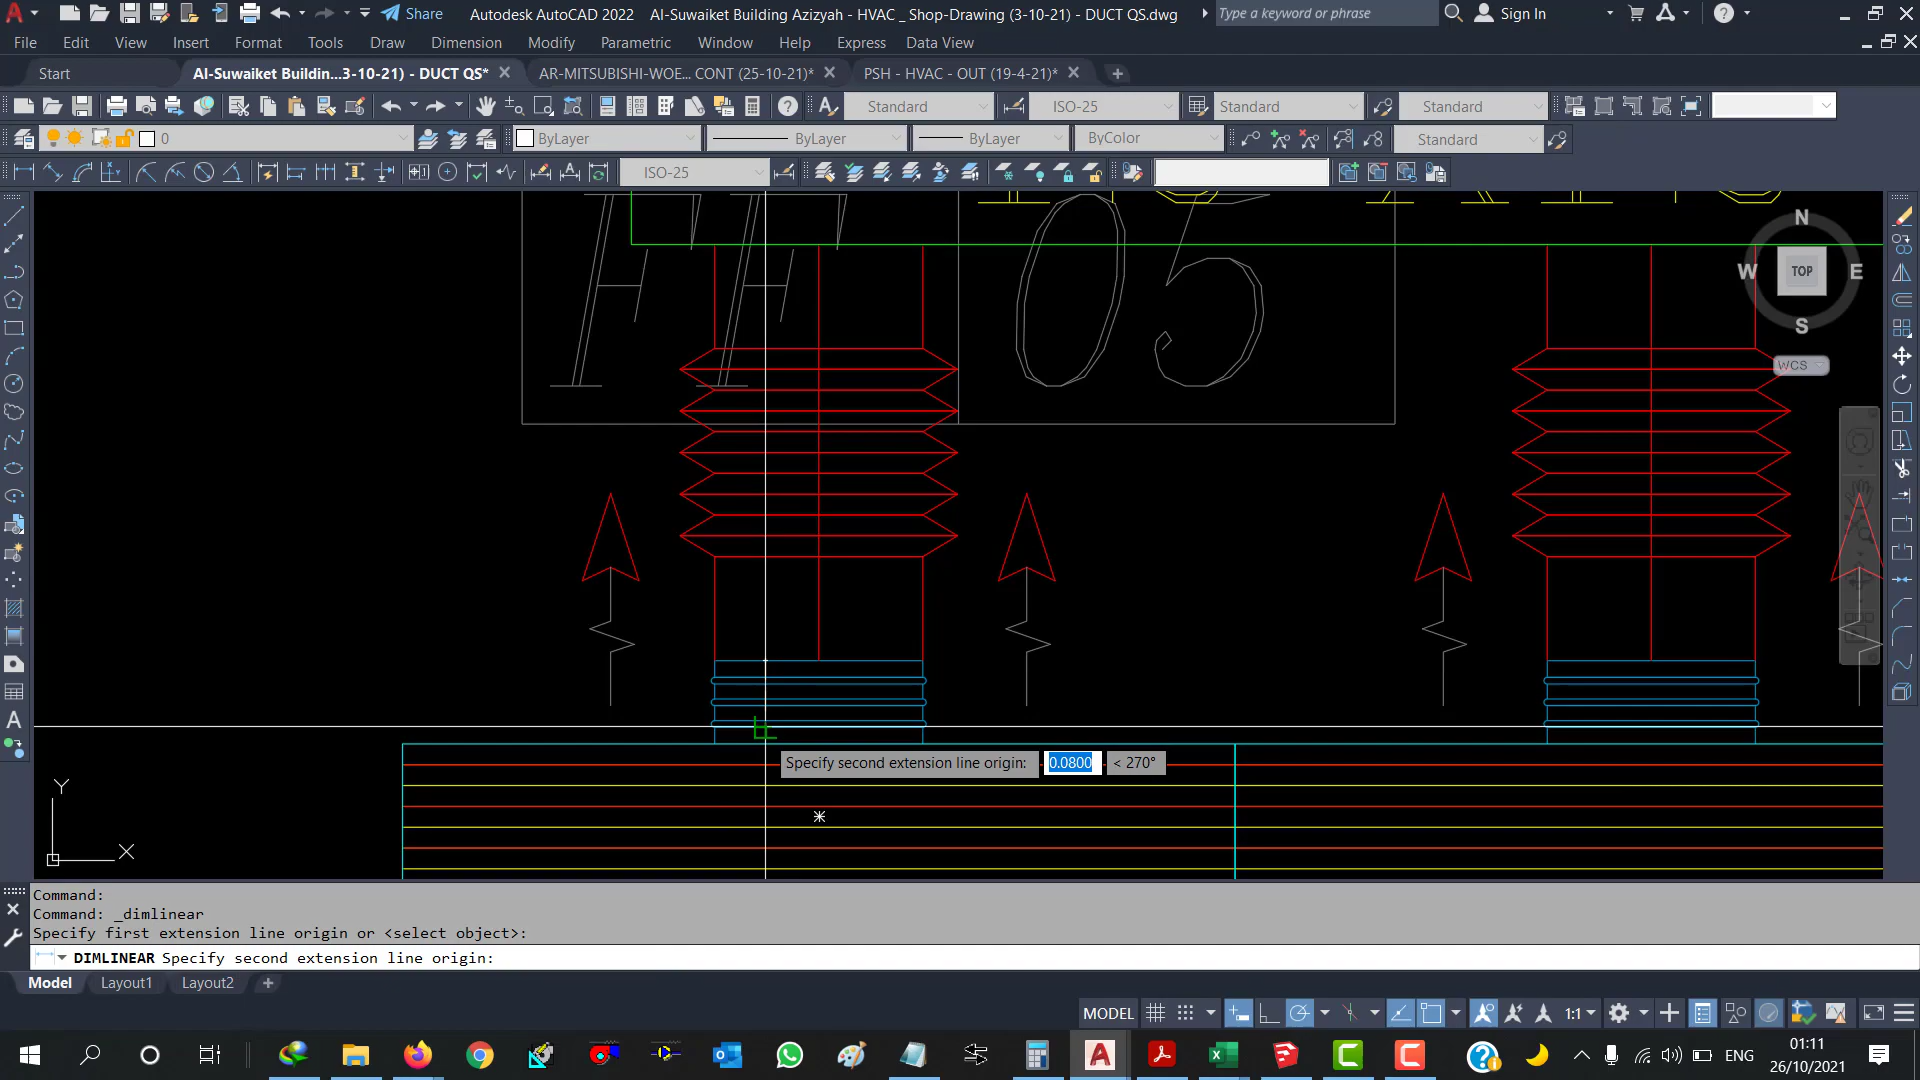 Share
Autodesk AutoCAD 2022
Al-Suwaiket Building Aziziyah - HVAC _ Shop-Drawing (3-10-21) - DUCT QS.dwg
Type a keyword or phrase
Sign In
File Edit View Insert Format Tools Draw Dimension Modify Parametric Window Help Express Data View
Start
Al-Suwaiket Buildin...3-10-21) - DUCT QS*
AR-MITSUBISHI-WOE... CONT (25-10-21)*
PSH - HVAC - OUT (19-4-21)*
Standard
ISO-25
Standard
Standard
0
ByLayer
ByLayer
ByLayer
ByColor
Standard
ISO-25
05
N
W TOP E
S
WCS
Specify second extension line origin: 0.0800 < 270°
Y
X
Command:
Command: _dimlinear
Specify first extension line origin or <select object>:
DIMLINEAR Specify second extension line origin:
Model Layout1 Layout2
MODEL
1:1
ENG
01:11
26/10/2021